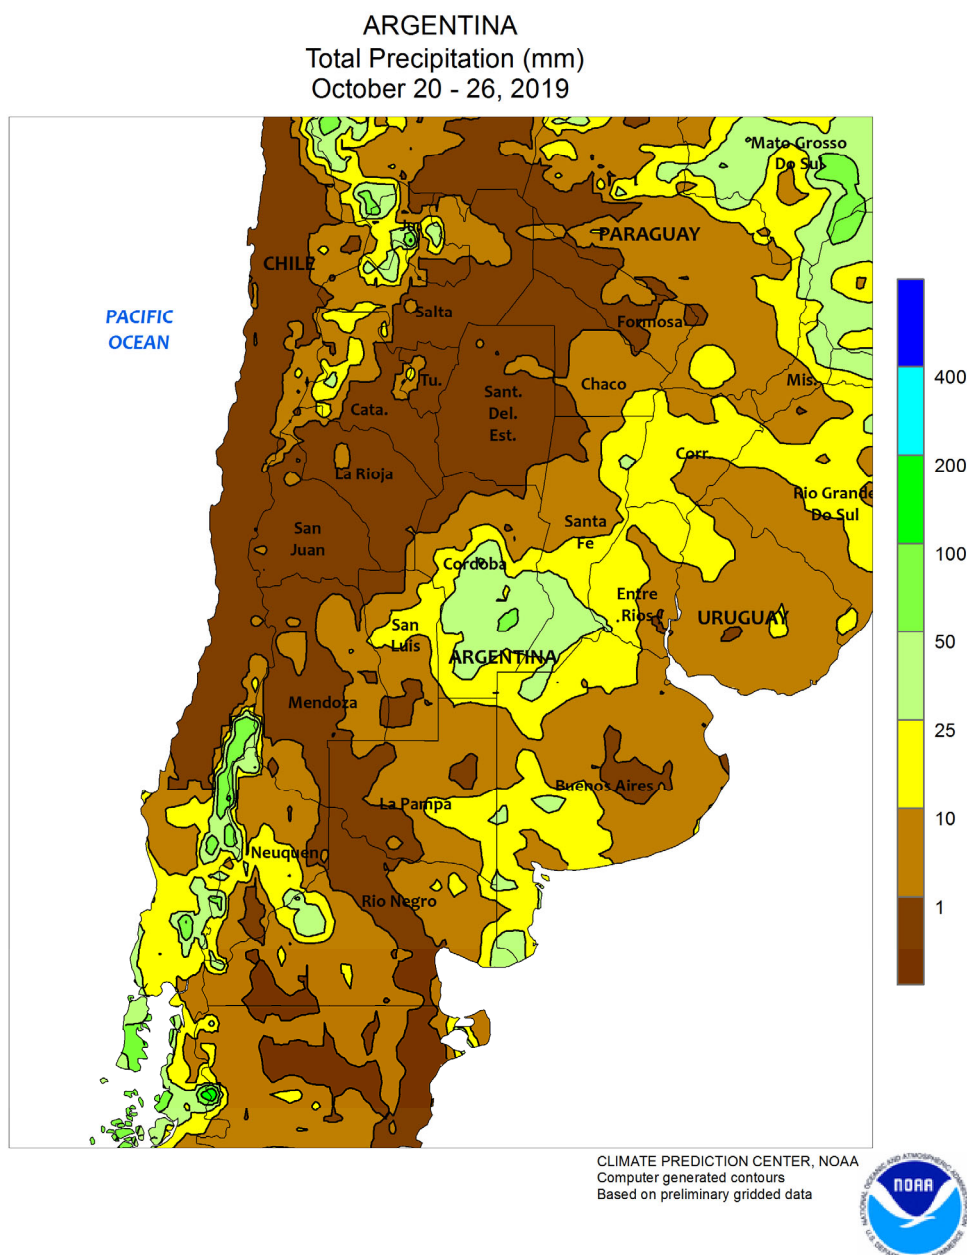 ARGENTINA
Total Precipitation (mm)
October 20 - 26, 2019
Mato Grosso
Do Sul
PARAGUAY
CHILE
PACIFIC
OCEAN
Salta
Formosa
400
Tu.
Chaco
Mis.
Sant.
Del.
Est.
Cata.
200
Corr.
La Rioja
Rio Grande
Do Sul
San
Juan
Santa
Fe
100
Cordoba
Entre
Rios
URUGUAY
San
Luis
50
ARGENTINA
Mendoza
25
Buenos Aires
La Pampa
10
Neuquen
Rio Negro
1
CLIMATE PREDICTION CENTER, NOAA
Computer generated contours
Based on preliminary gridded data
NOAA